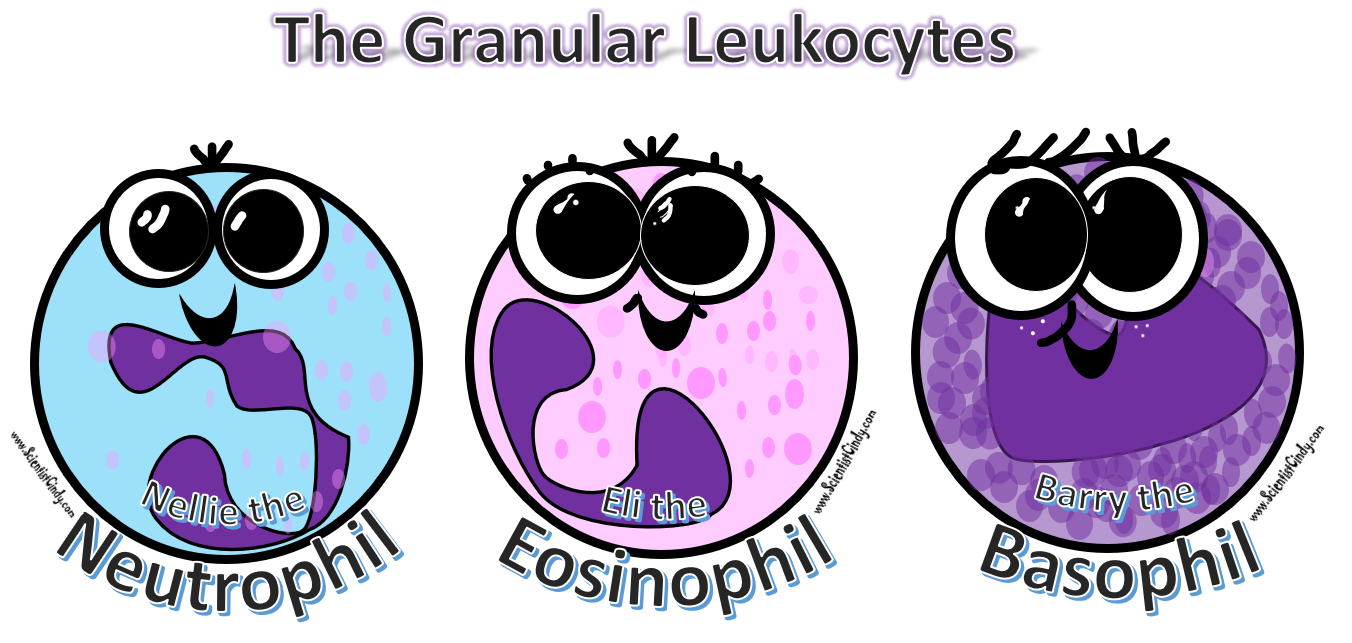 The Granular Leukocytes
Nellie the
Neutrophil
www.ScientistCindy.com
Eli the
Eosinophil
www.ScientistCindy.com
Barry the
Basophil
www.ScientistCindy.com